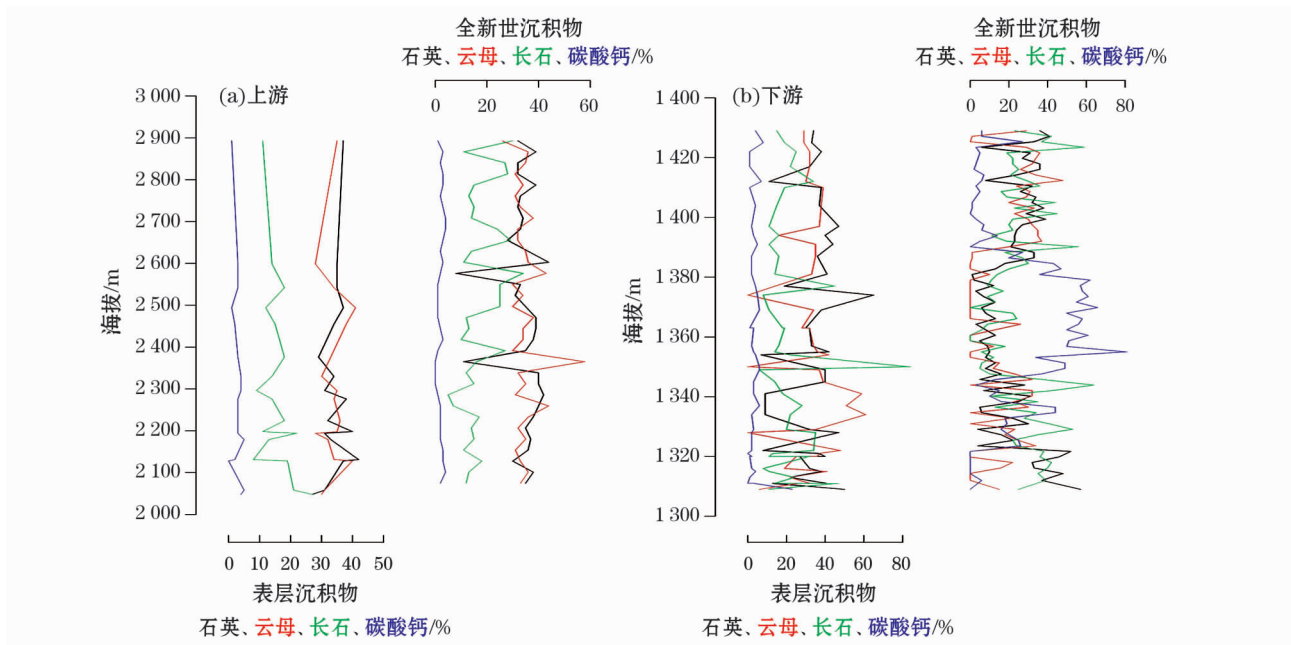 全新世沉积物
石英、云母、长石、碳酸钙/%
0 20 40 60
(a)上游
3 000
2 900
2 800
2 700
2 600
2 500
2 400
2 300
2 200
2 100
2 000
海拔/m
0 10 20 30 40 50
表层沉积物
石英、云母、长石、碳酸钙/%
全新世沉积物
石英、云母、长石、碳酸钙/%
0 20 40 60 80
(b)下游
1 400
1 420
1 400
1 380
1 360
1 340
1 320
1 300
海拔/m
0 20 40 60 80
表层沉积物
石英、云母、长石、碳酸钙/%